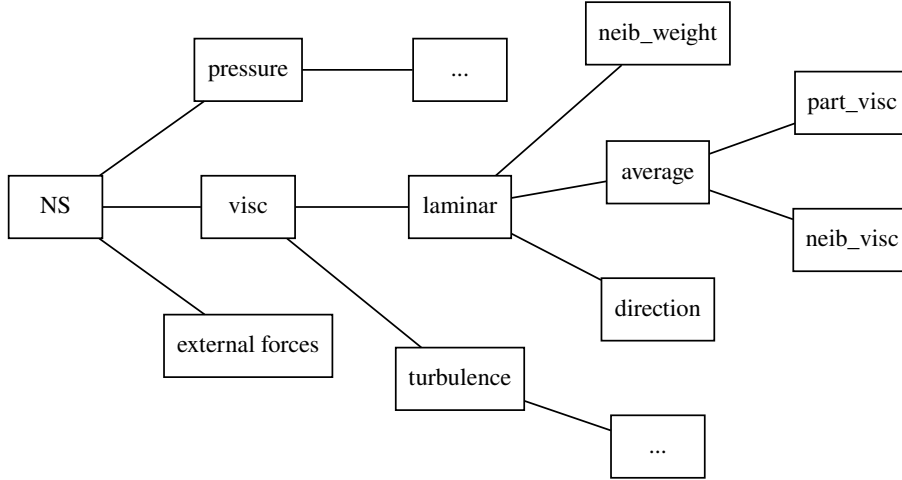 neib_weight
pressure
...
part_visc
average
NS
visc
laminar
neib_visc
direction
external forces
turbulence
...